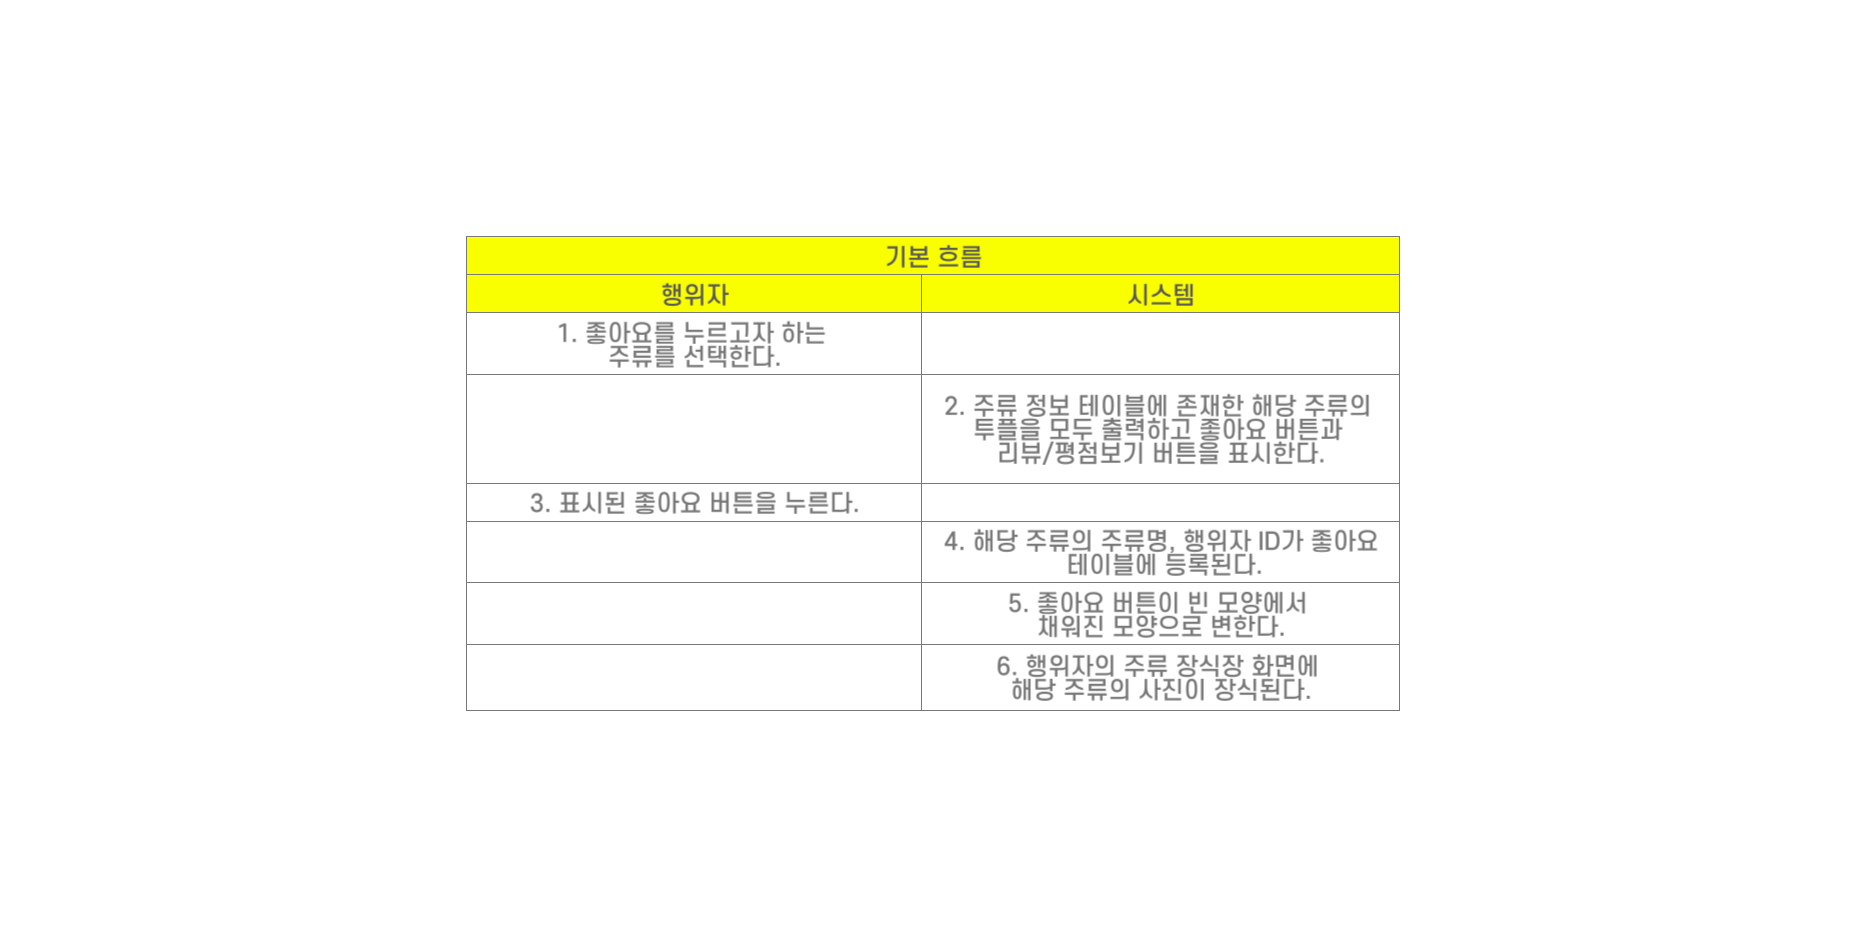 기본 흐름
행위자
시스템
1. 좋아요를 누르고자 하는
주류를 선택한다.
2. 주류 정보 테이블에 존재한 해당 주류의
투플을 모두 출력하고 좋아요 버튼과
리뷰/평점보기 버튼을 표시한다.
3. 표시된 좋아요 버튼을 누른다.
4. 해당 주류의 주류명, 행위자 ID가 좋아요
테이블에 등록된다.
5. 좋아요 버튼이 빈 모양에서
채워진 모양으로 변한다.
6. 행위자의 주류 장식장 화면에
해당 주류의 사진이 장식된다.